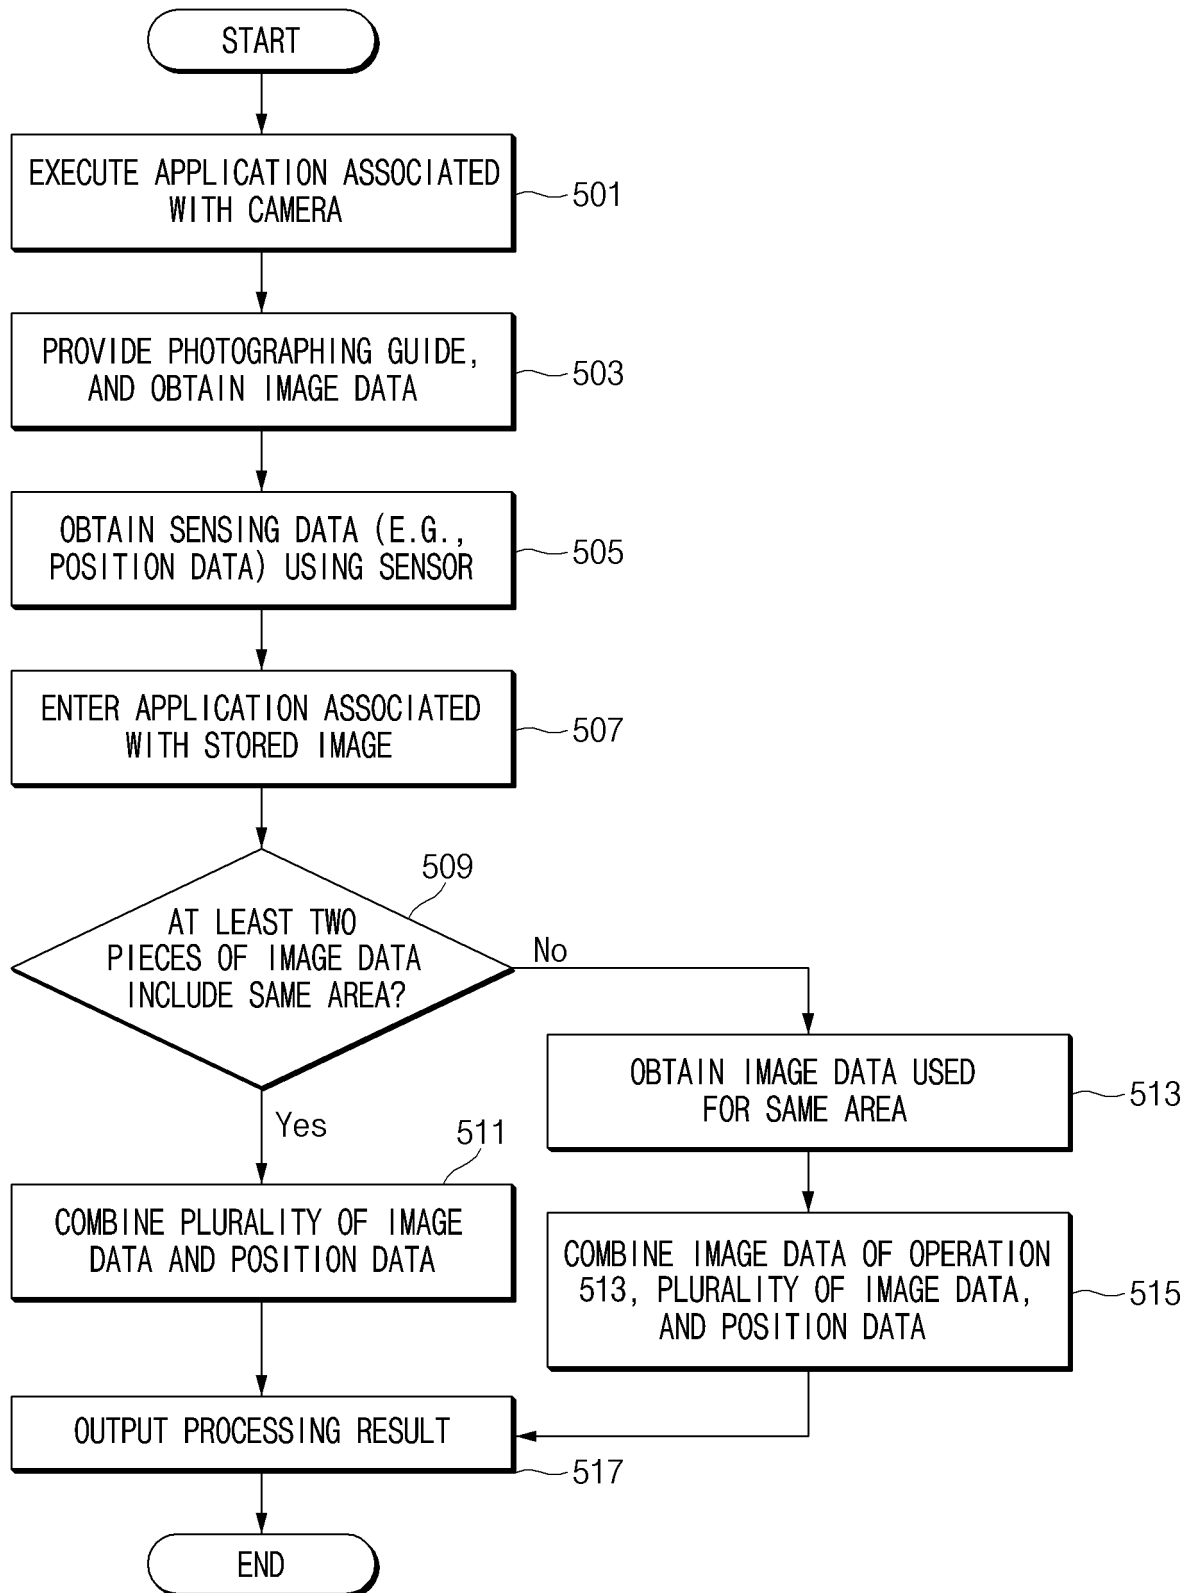 START
EXECUTE APPLICATION ASSOCIATED
WITH CAMERA
501
PROVIDE PHOTOGRAPHING GUIDE,
AND OBTAIN IMAGE DATA
503
OBTAIN SENSING DATA (E.G.,
POSITION DATA) USING SENSOR
505
ENTER APPLICATION ASSOCIATED
WITH STORED IMAGE
507
509
AT LEAST TWO
PIECES OF IMAGE DATA
INCLUDE SAME AREA?
No
Yes
OBTAIN IMAGE DATA USED
FOR SAME AREA
513
511
COMBINE PLURALITY OF IMAGE
DATA AND POSITION DATA
COMBINE IMAGE DATA OF OPERATION
513, PLURALITY OF IMAGE DATA,
AND POSITION DATA
515
OUTPUT PROCESSING RESULT
517
END